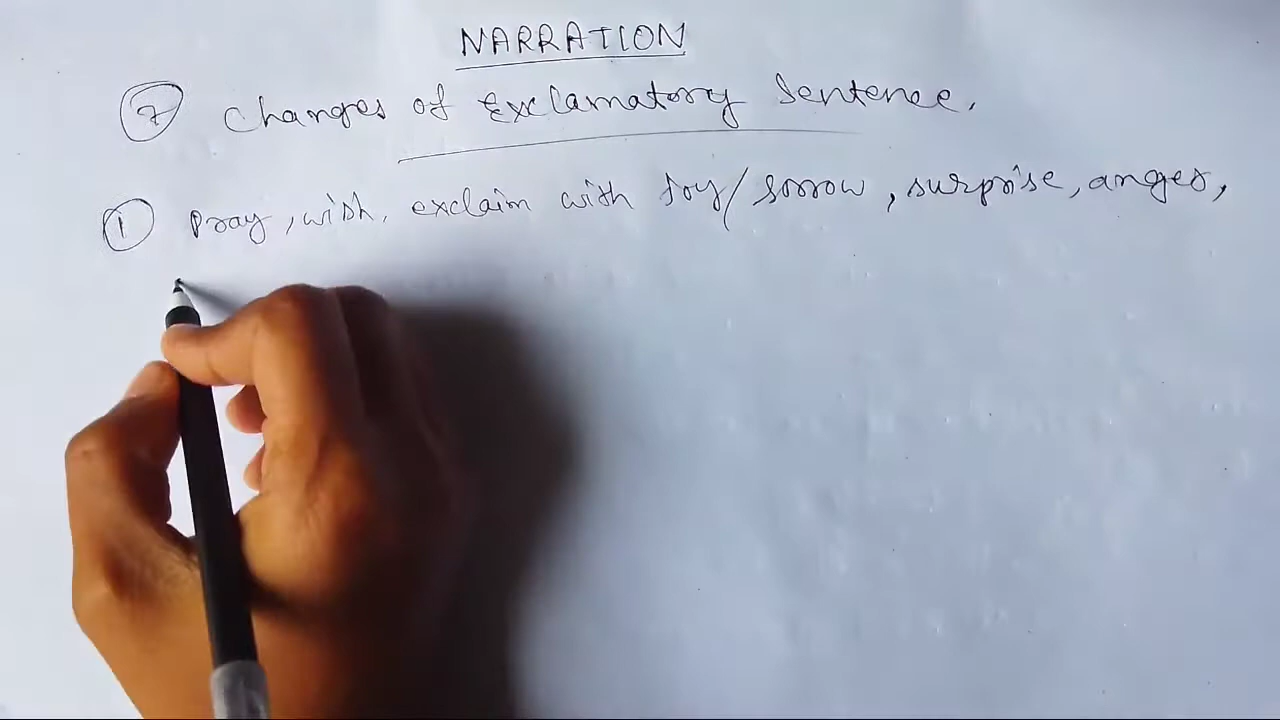 NARRATION
7 Changes of Exclamatory Sentence.
1 Pray, wish, exclaim with Joy/sorrow, surprise, anger,